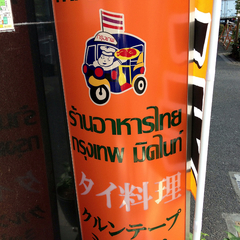 ร้านอาหารไทย
กรุงเทพ มิดไนท์
タイ料理
クルンテープ